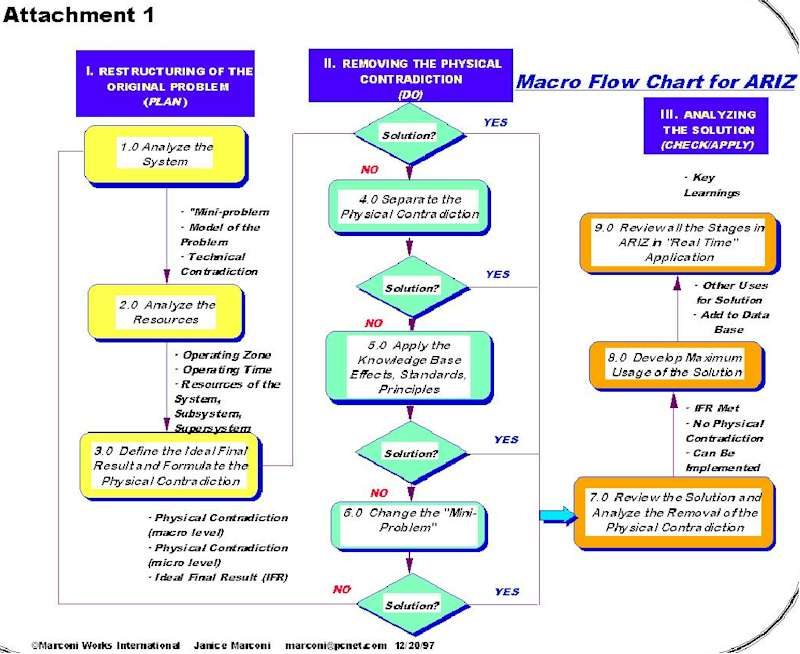 Attachment 1
I. RESTRUCTURING OF THE
ORIGINAL PROBLEM
(PLAN)
1.0 Analyze the
System
- "Mini-problem
- Model of the
Problem
- Technical
Contradiction
2.0 Analyze the
Resources
- Operating Zone
- Operating Time
- Resources of the
System,
Subsystem,
Supersystem
3.0 Define the Ideal Final
Result and Formulate the
Physical Contradiction
- Physical Contradiction
(macro level)
- Physical Contradiction
(micro level)
- Ideal Final Result (IFR)
II. REMOVING THE PHYSICAL
CONTRADICTION
(DO)
Solution?
YES
NO
4.0 Separate the
Physical Contradiction
Solution?
YES
NO
5.0 Apply the
Knowledge Base
Effects, Standards,
Principles
Solution?
YES
NO
6.0 Change the "Mini-
Problem"
NO
Solution?
YES
Macro Flow Chart for ARIZ
III. ANALYZING
THE SOLUTION
(CHECK/APPLY)
- Key
Learnings
9.0 Review all the Stages in
ARIZ in "Real Time"
Application
- Other Uses
for Solution
- Add to Data
Base
8.0 Develop Maximum
Usage of the Solution
- IFR Met
- No Physical
Contradiction
- Can Be
Implemented
7.0 Review the Solution and
Analyze the Removal of the
Physical Contradiction
©Marconi Works International Janice Marconi marconi@pcnet.com 12/20/97